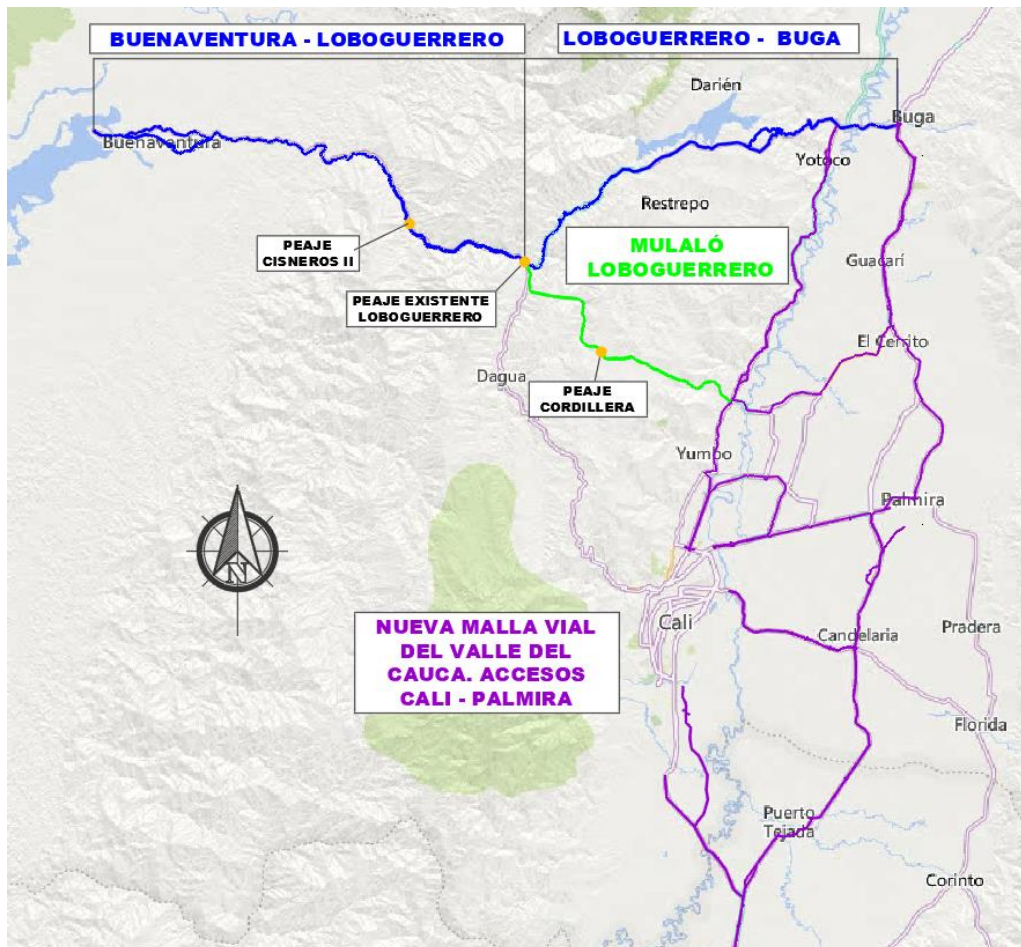 BUENAVENTURA - LOBOGUERRERO
LOBOGUERRERO - BUGA
Darién
Buenaventura
Buga
Yotoco
Restrepo
PEAJE
CISNEROS II
MULALÓ
LOBOGUERRERO
Guacarí
PEAJE EXISTENTE
LOBOGUERRERO
El Cerrito
Dagua
PEAJE
CORDILLERA
Yumbo
Palmira
N
Cali
NUEVA MALLA VIAL
DEL VALLE DEL
CAUCA. ACCESOS
CALI - PALMIRA
Candelaria
Pradera
Florida
Puerto
Tejada
Corinto